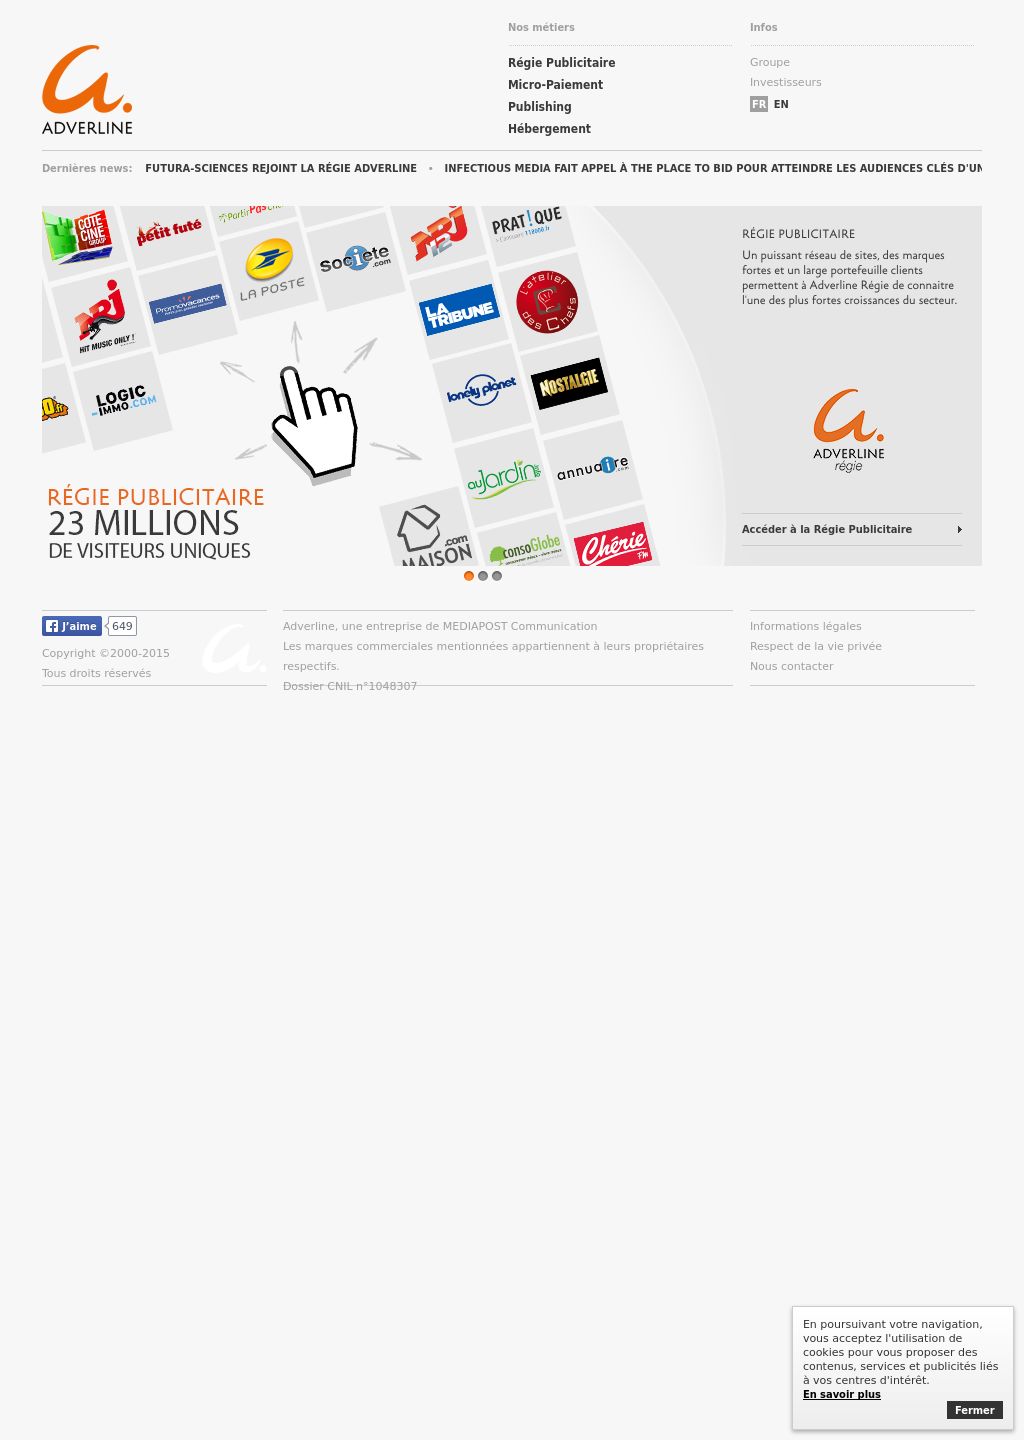 ADVERLINE
Nos métiers
Régie Publicitaire
Micro-Paiement
Publishing
Hébergement
Infos
Groupe
Investisseurs
FR EN
Dernières news: FUTURA-SCIENCES REJOINT LA RÉGIE ADVERLINE • INFECTIOUS MEDIA FAIT APPEL À THE PLACE TO BID POUR ATTEINDRE LES AUDIENCES CLÉS D'UN
COTE CINE GROUP
petit futé
PartirPas
LA POSTE
societe.com
NRJ 12
PRAT!QUE
L'annuaire 118000.fr
NRJ
HIT MUSIC ONLY !
Promovacances
LA TRIBUNE
L'atelier des Chefs
LOGIC-IMMO.COM
lonely planet
NOSTALGIE
auJardin
annuaire.com
MAISON.com
consoGlobe
Chérie FM
RÉGIE PUBLICITAIRE
23 MILLIONS
DE VISITEURS UNIQUES
RÉGIE PUBLICITAIRE
Un puissant réseau de sites, des marques
fortes et un large portefeuille clients
permettent à Adverline Régie de connaitre
l'une des plus fortes croissances du secteur.
ADVERLINE
régie
Accéder à la Régie Publicitaire
J'aime 649
Copyright ©2000-2015
Tous droits réservés
Adverline, une entreprise de MEDIAPOST Communication
Les marques commerciales mentionnées appartiennent à leurs propriétaires
respectifs.
Dossier CNIL n°1048307
Informations légales
Respect de la vie privée
Nous contacter
En poursuivant votre navigation,
vous acceptez l'utilisation de
cookies pour vous proposer des
contenus, services et publicités liés
à vos centres d'intérêt.
En savoir plus
Fermer